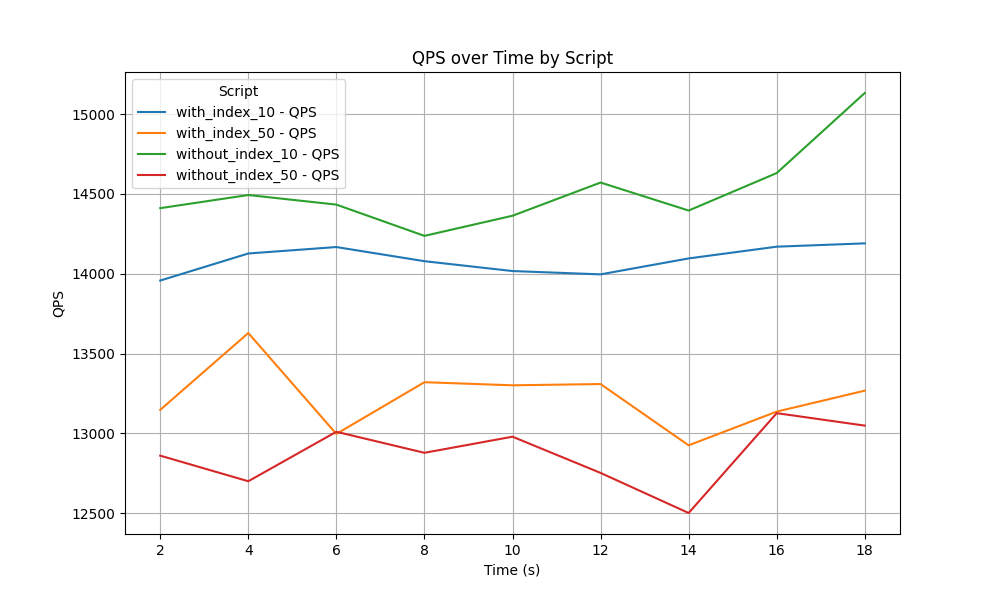 QPS over Time by Script
Script
with_index_10 - QPS
with_index_50 - QPS
without_index_10 - QPS
without_index_50 - QPS
QPS
15000
14500
14000
13500
13000
12500
2 4 6 8 10 12 14 16 18
Time (s)